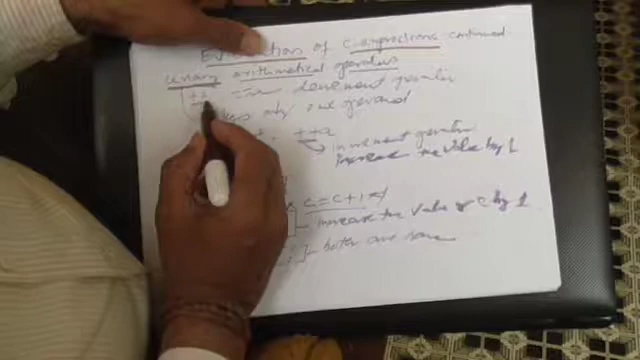 Evaluations of C expressions continued
Unary arithmetical operators
decrement operator
only one operand
++a increment operator
increase the value by 1
c = c + 1
increase the value of c by 1
both are same